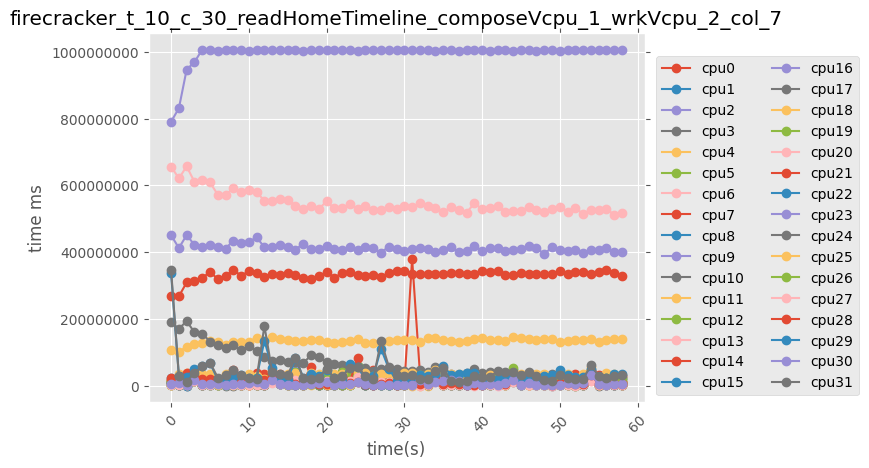 firecracker_t_10_c_30_readHomeTimeline_composeVcpu_1_wrkVcpu_2_col_7
1000000000
800000000
600000000
400000000
200000000
0
time ms
0
10
20
30
40
50
60
time(s)
cpu0
cpu1
cpu2
cpu3
cpu4
cpu5
cpu6
cpu7
cpu8
cpu9
cpu10
cpu11
cpu12
cpu13
cpu14
cpu15
cpu16
cpu17
cpu18
cpu19
cpu20
cpu21
cpu22
cpu23
cpu24
cpu25
cpu26
cpu27
cpu28
cpu29
cpu30
cpu31